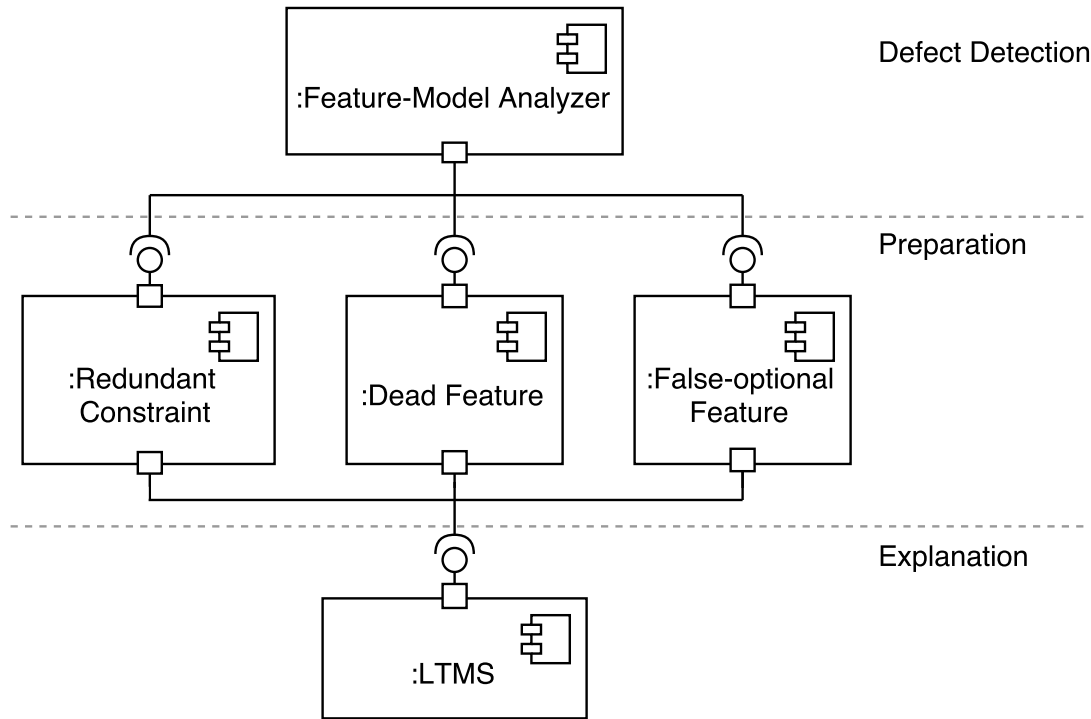 Defect Detection
:Feature-Model Analyzer
Preparation
:Redundant
Constraint
:Dead Feature
:False-optional
Feature
Explanation
:LTMS